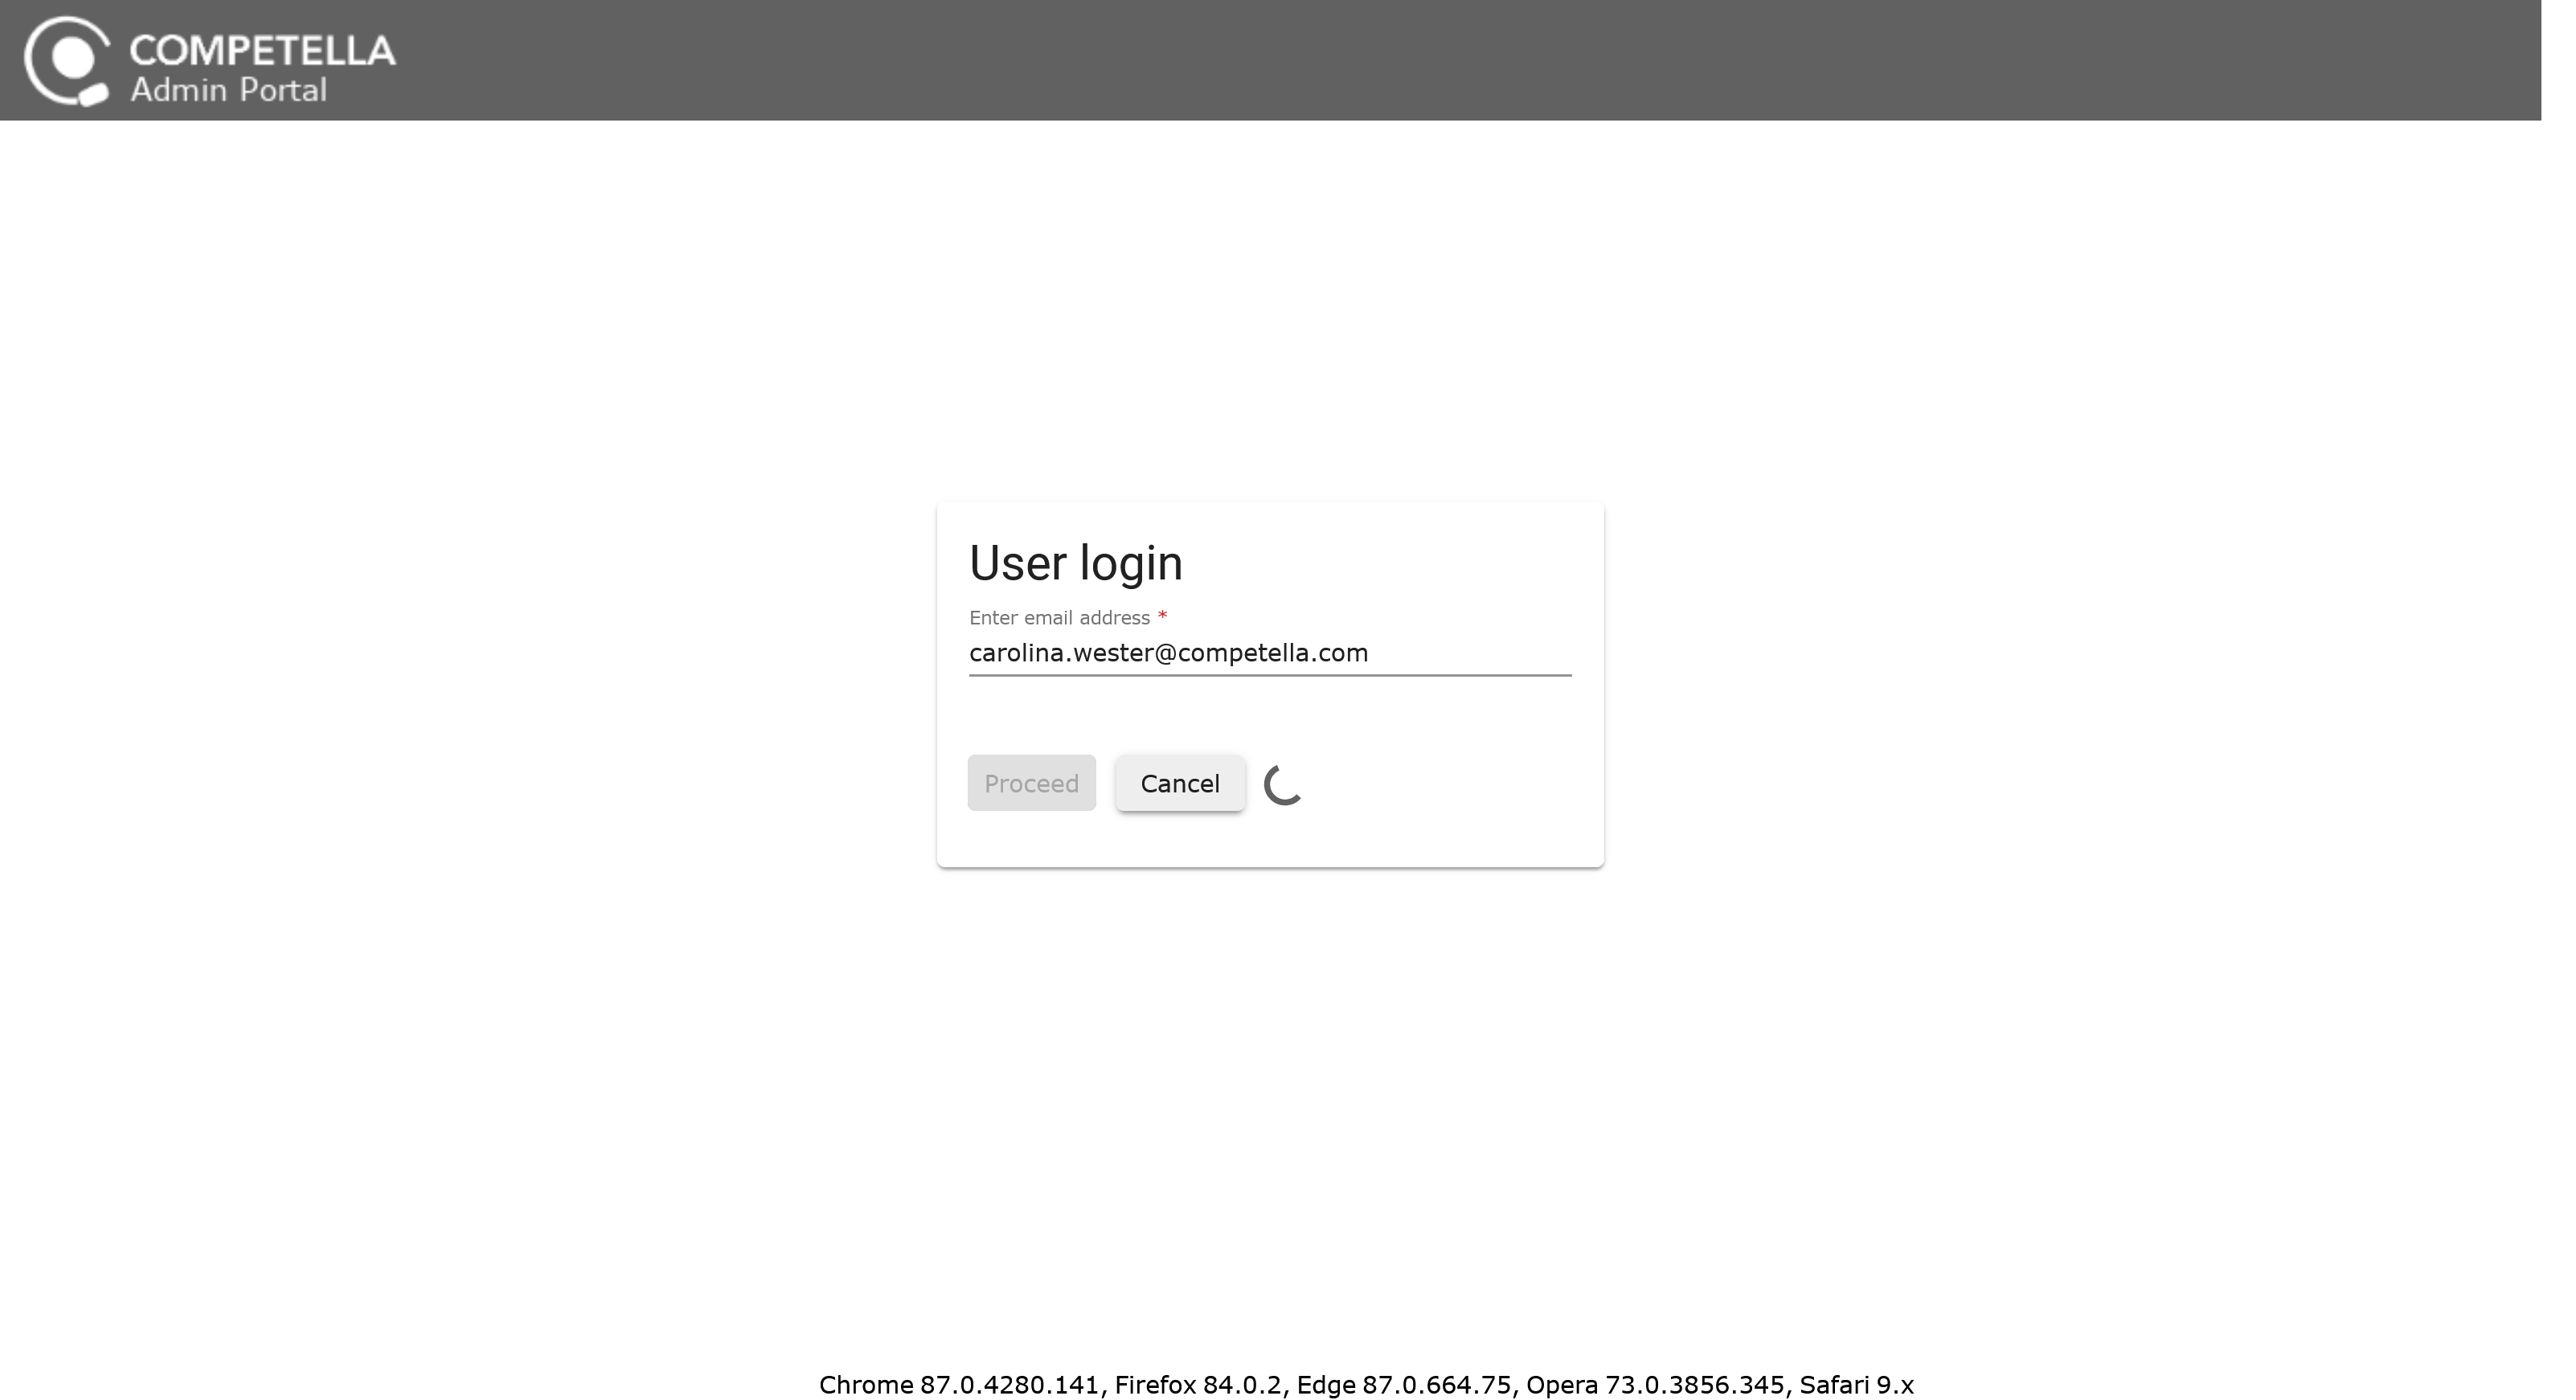 COMPETELLA
Admin Portal
User login
Enter email address *
carolina.wester@competella.com
Proceed
Cancel
Chrome 87.0.4280.141, Firefox 84.0.2, Edge 87.0.664.75, Opera 73.0.3856.345, Safari 9.x